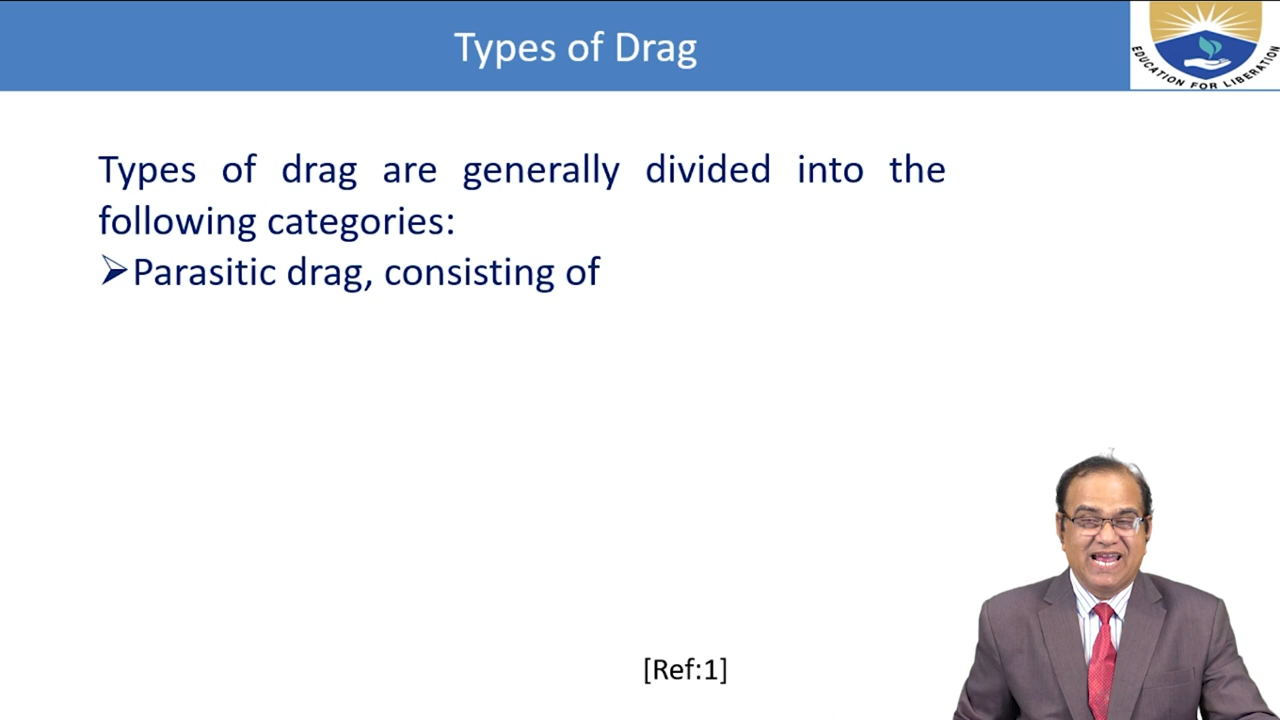 Types of Drag
EDUCATION FOR LIBERATION
Types of drag are generally divided into the
following categories:
➢Parasitic drag, consisting of
[Ref:1]